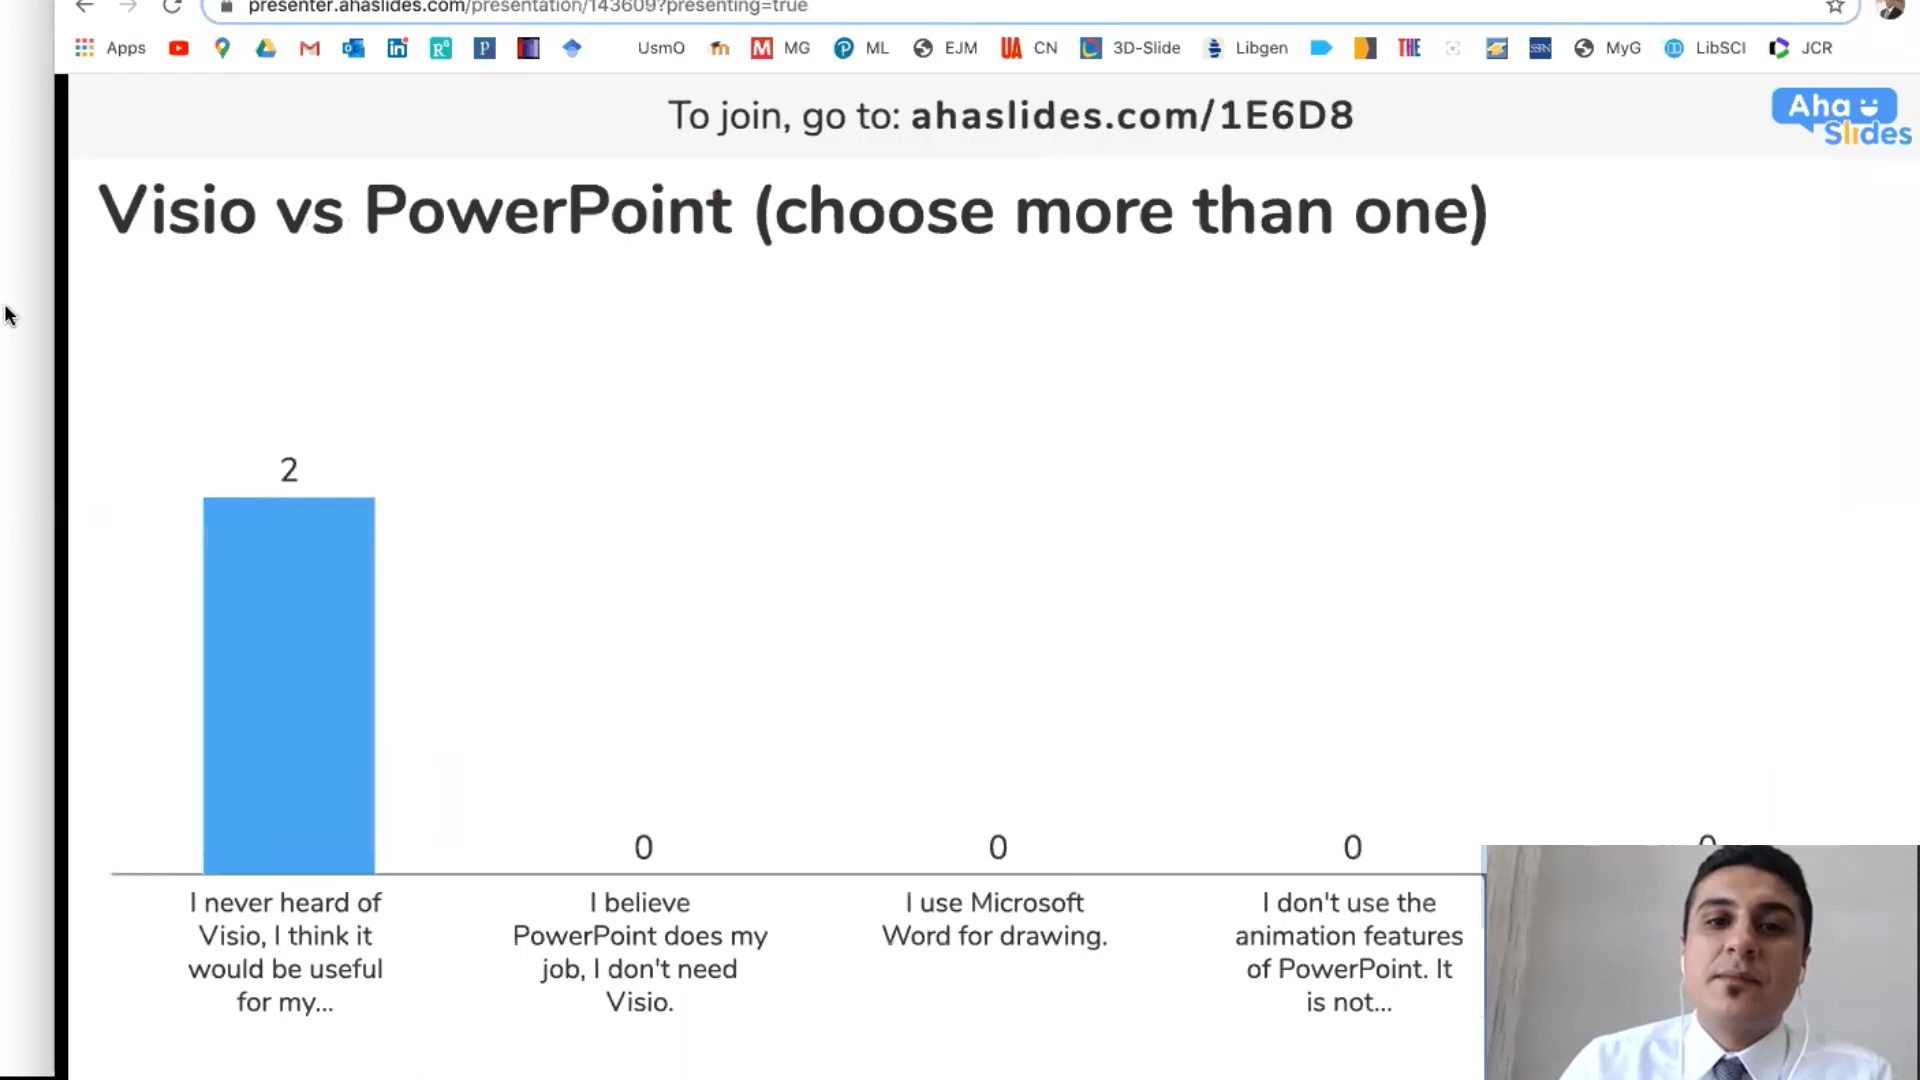 presenter.ahaslides.com/presentation/143609?presenting=true
Apps UsmO MG ML EJM UA CN 3D-Slide Libgen THE SSRN MyG LibSCI JCR
To join, go to: ahaslides.com/1E6D8
Aha
Slides
Visio vs PowerPoint (choose more than one)
2
0 0 0
I never heard of
Visio, I think it
would be useful
for my...
I believe
PowerPoint does my
job, I don't need
Visio.
I use Microsoft
Word for drawing.
I don't use the
animation features
of PowerPoint. It
is not...